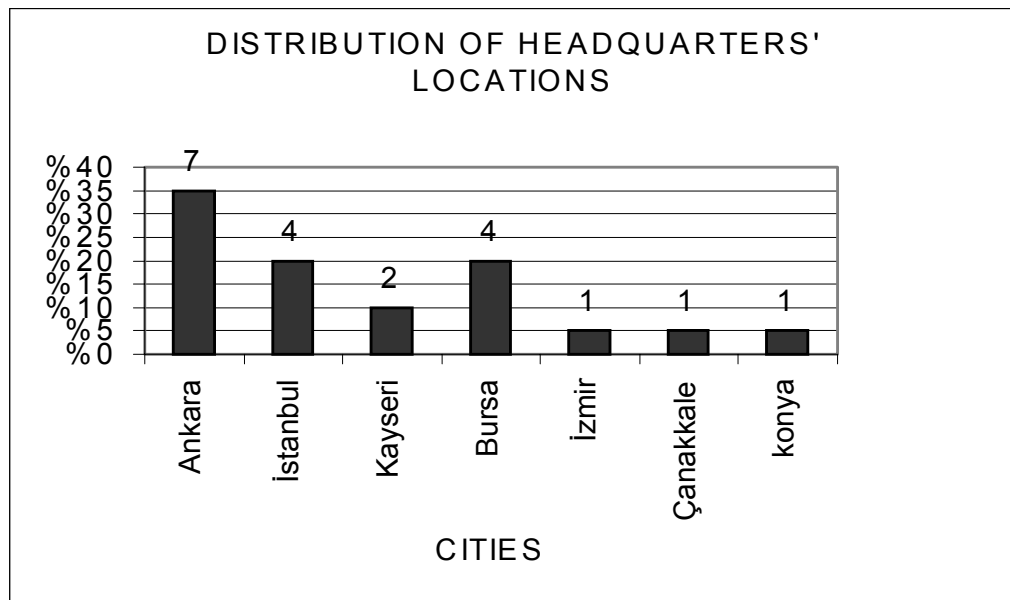 DISTRIBUTION OF HEADQUARTERS'
LOCATIONS
%40
%35
%30
%25
%20
%15
%10
%5
%0
7
4
2
4
1
1
1
Ankara
İstanbul
Kayseri
Bursa
İzmir
Çanakkale
konya
CITIES